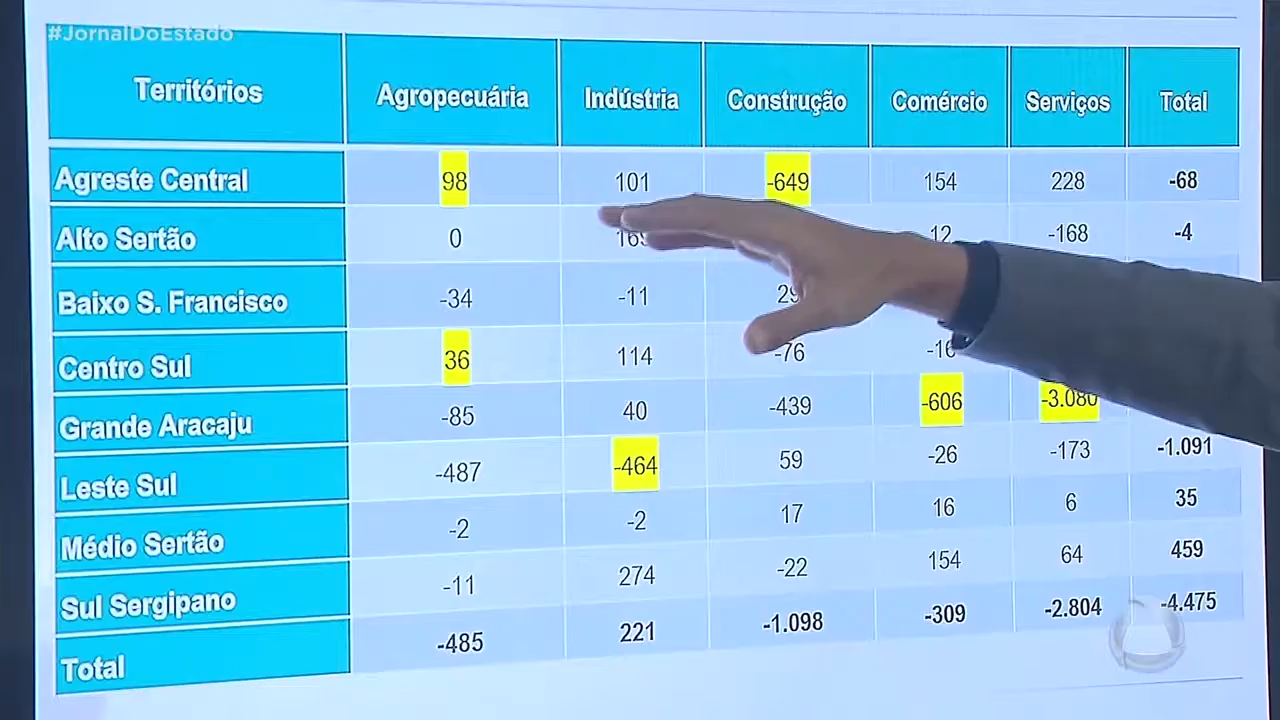 #JornalDoEstado
Territórios Agropecuária Indústria Construção Comércio Serviços Total
Agreste Central 98 101 -649 154 228 -68
Alto Sertão 0 12 -168 -4
Baixo S. Francisco -34 -11
Centro Sul 36 114 -76
Grande Aracaju -85 40 -439 -606 -3.080
Leste Sul -487 -464 59 -26 -173 -1.091
Médio Sertão -2 -2 17 16 6 35
Sul Sergipano -11 274 -22 154 64 459
Total -485 221 -1.098 -309 -2.804 -4.475